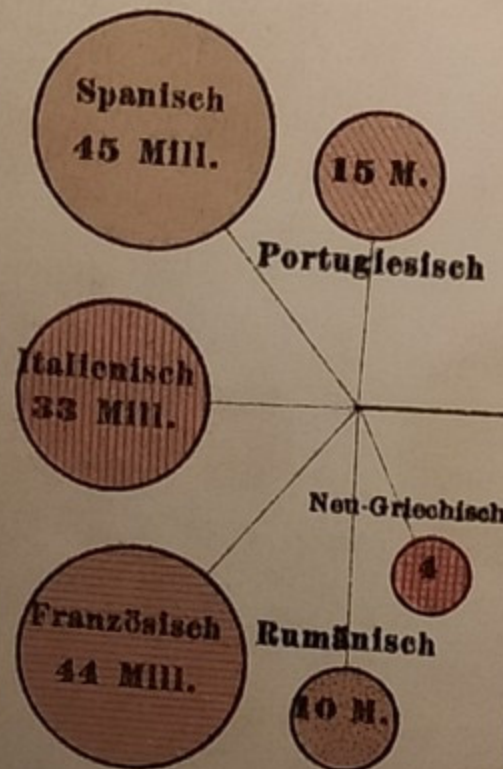 Spanisch
45 Mill.
15 M.
Portugiesisch
Italienisch
33 Mill.
Neu-Griechisch
4
Französisch
44 Mill.
Rumänisch
10 M.